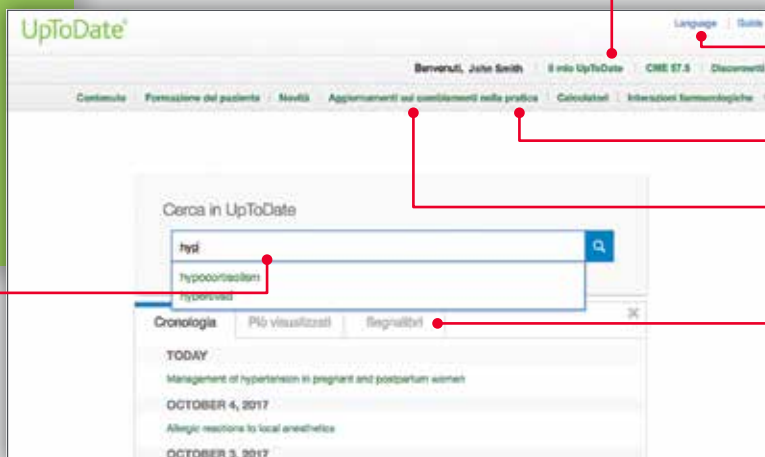 UpToDate®
Language Guide
Benvenuti, John Smith Il mio UpToDate CME 57.5 Disconnetti
Contenuto Formazione del paziente Novità Aggiornamenti sui cambiamenti nella pratica Calcolatori Interazioni farmacologiche
Cerca in UpToDate
hyp
hypocortisolism
Cronologia Più visualizzati Segnalibri
TODAY
Management of hypertension in pregnant and postpartum women
OCTOBER 4, 2017
Allergic reactions to local anesthetics
OCTOBER 3, 2017